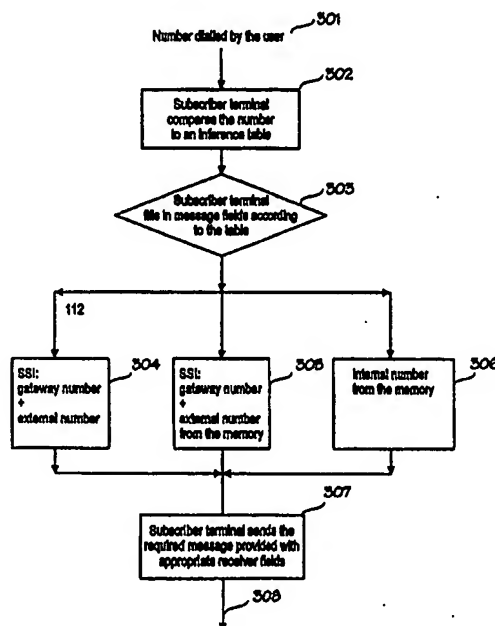 301
Number dialled by the user
302
Subscriber terminal
compares the number
to an inference table
303
Subscriber terminal
fills in message fields according
to the table
112
304
SSI:
gateway number
+
external number
305
SSI:
gateway number
+
external number
from the memory
306
Internal number
from the memory
307
Subscriber terminal sends the
required message provided with
appropriate receiver fields
308